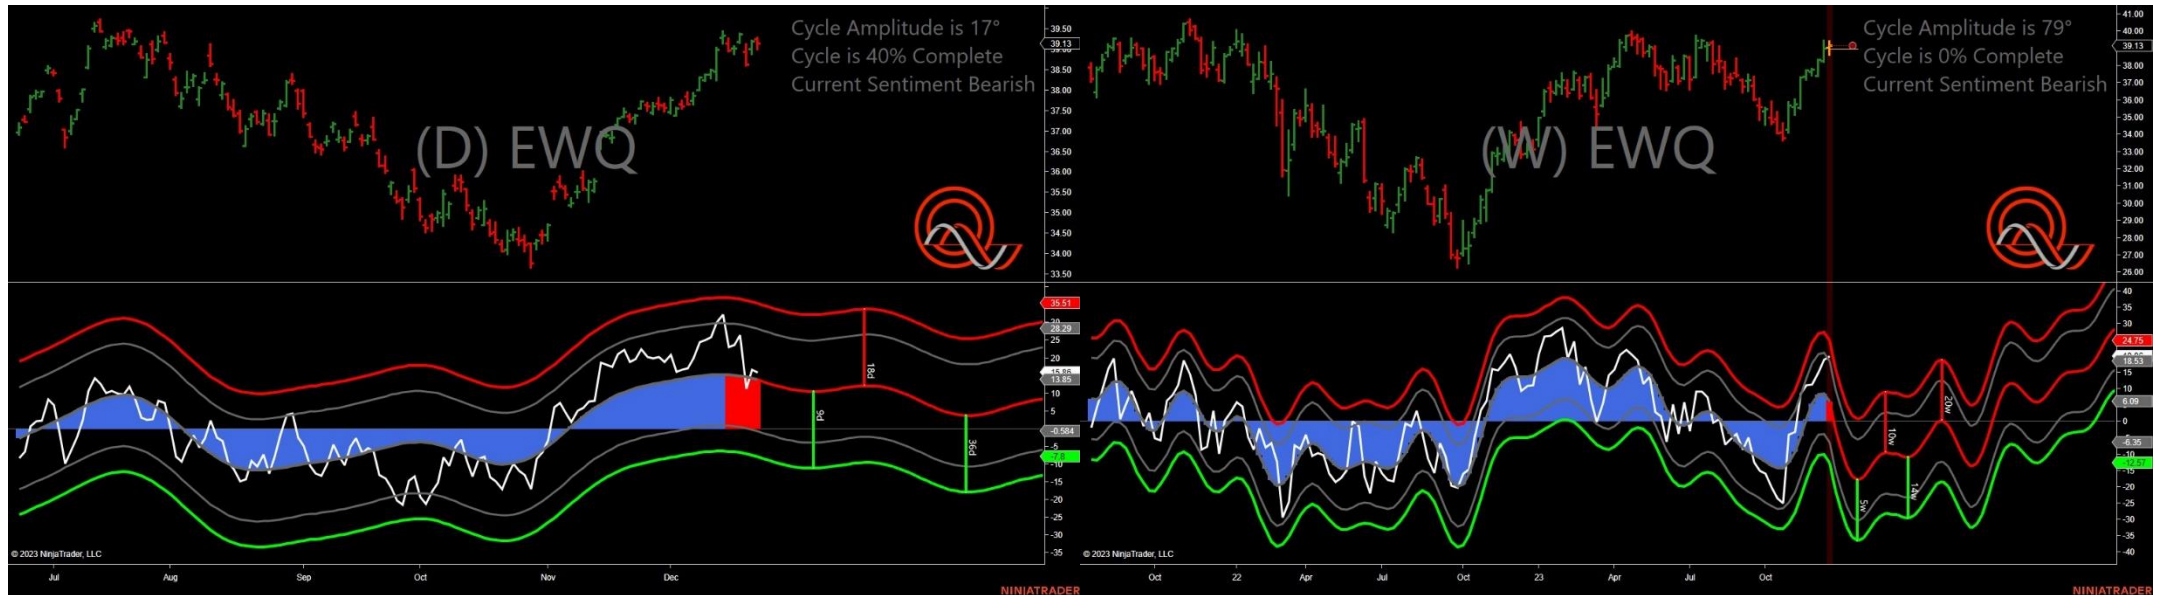 Cycle Amplitude is 17°
Cycle is 40% Complete
Current Sentiment Bearish
(D) EWQ
39.50
39.13
38.50
38.00
37.50
37.00
36.50
36.00
35.50
35.00
34.50
34.00
33.50
35.51
28.29
25
20
13.85
10
5
-0.584
-7.8
-10
-15
-20
-25
-30
-35
18d
9d
36d
© 2023 NinjaTrader, LLC
Jul Aug Sep Oct Nov Dec
NINJATRADER
Cycle Amplitude is 79°
Cycle is 0% Complete
Current Sentiment Bearish
(W) EWQ
41.00
40.00
39.13
38.00
37.00
36.00
35.00
34.00
33.00
32.00
31.00
30.00
29.00
28.00
27.00
26.00
40
35
30
24.75
18.53
15
10
6.09
0
-6.35
-12.57
-20
-25
-30
-35
-40
20w
10w
14w
5w
© 2023 NinjaTrader, LLC
Oct 22 Apr Jul Oct 23 Apr Jul Oct
NINJATRADER